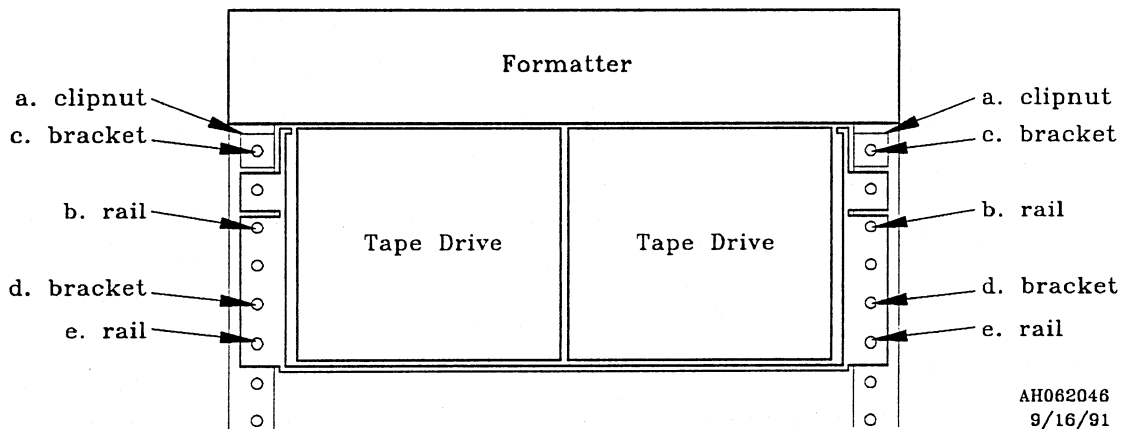 Formatter
a. clipnut
a. clipnut
c. bracket
c. bracket
b. rail
b. rail
Tape Drive
Tape Drive
d. bracket
d. bracket
e. rail
e. rail
AH062046
9/16/91